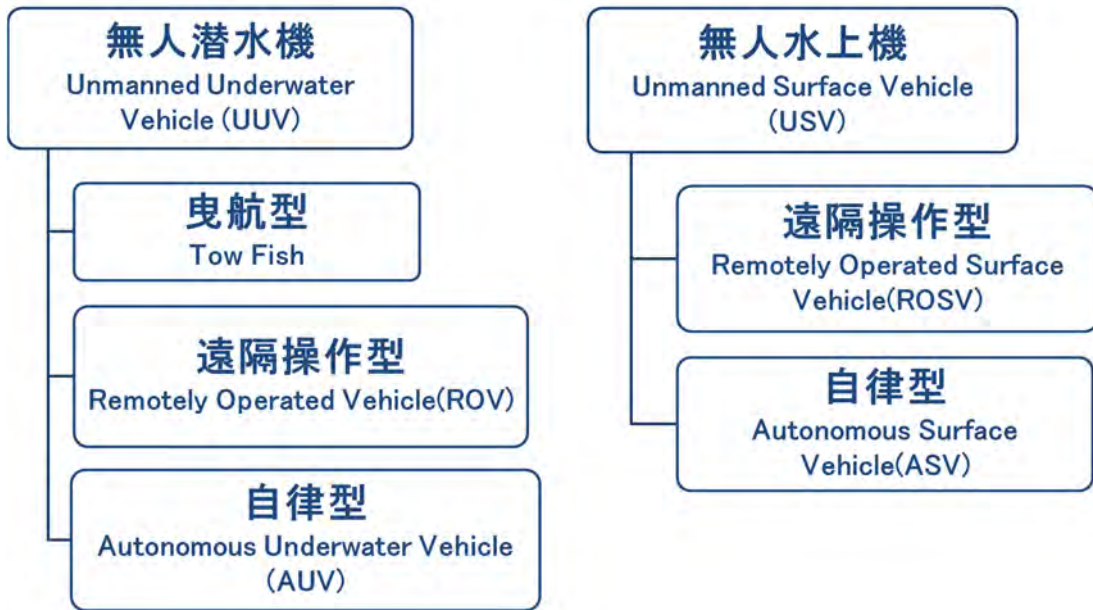 無人潜水機
Unmanned Underwater
Vehicle (UUV)
曳航型
Tow Fish
遠隔操作型
Remotely Operated Vehicle(ROV)
自律型
Autonomous Underwater Vehicle
(AUV)
無人水上機
Unmanned Surface Vehicle
(USV)
遠隔操作型
Remotely Operated Surface
Vehicle(ROSV)
自律型
Autonomous Surface
Vehicle(ASV)